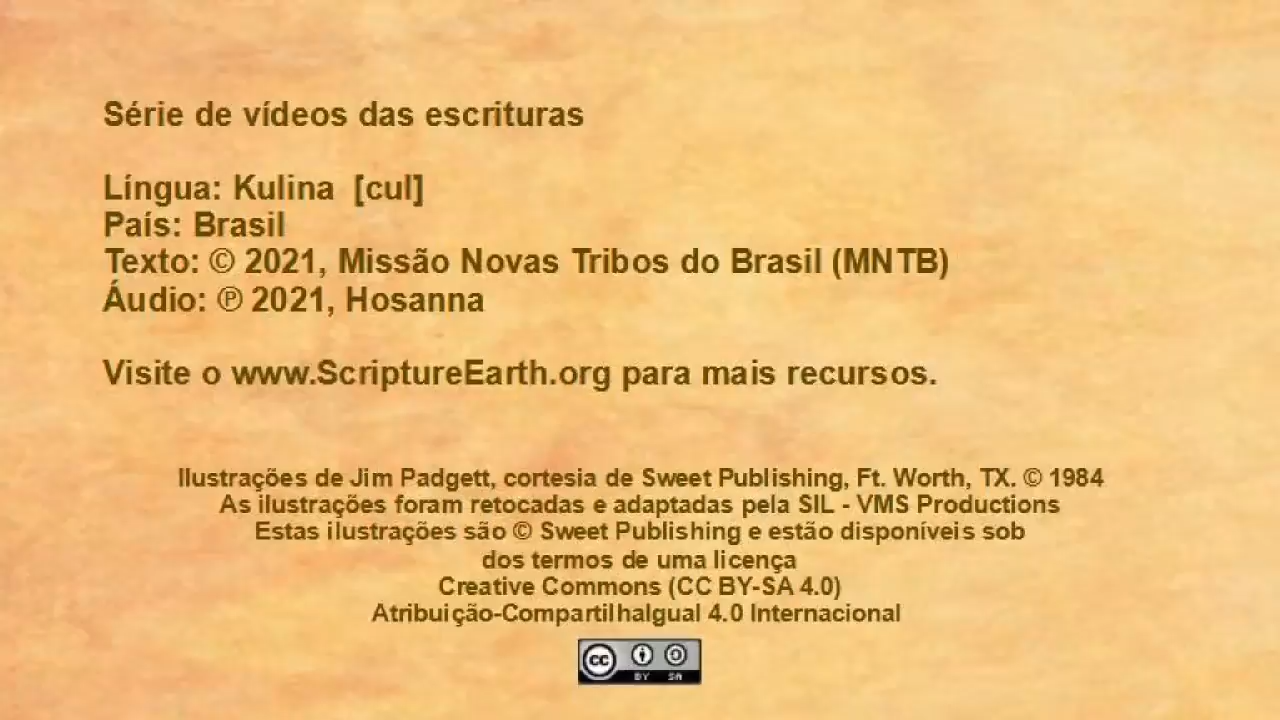 Série de vídeos das escrituras
Língua: Kulina [cul]
País: Brasil
Texto: © 2021, Missão Novas Tribos do Brasil (MNTB)
Áudio: ℗ 2021, Hosanna
Visite o www.ScriptureEarth.org para mais recursos.
Ilustrações de Jim Padgett, cortesia de Sweet Publishing, Ft. Worth, TX. © 1984
As ilustrações foram retocadas e adaptadas pela SIL - VMS Productions
Estas ilustrações são © Sweet Publishing e estão disponíveis sob
dos termos de uma licença
Creative Commons (CC BY-SA 4.0)
Atribuição-CompartilhaIgual 4.0 Internacional
cc BY SA